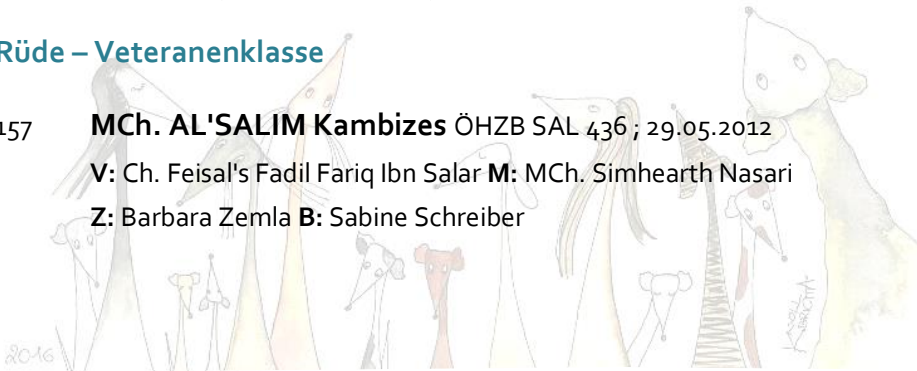 Rüde – Veteranenklasse
157 MCh. AL'SALIM Kambizes ÖHZB SAL 436 ; 29.05.2012
V: Ch. Feisal's Fadil Fariq Ibn Salar M: MCh. Simhearth Nasari
Z: Barbara Zemla B: Sabine Schreiber
2016